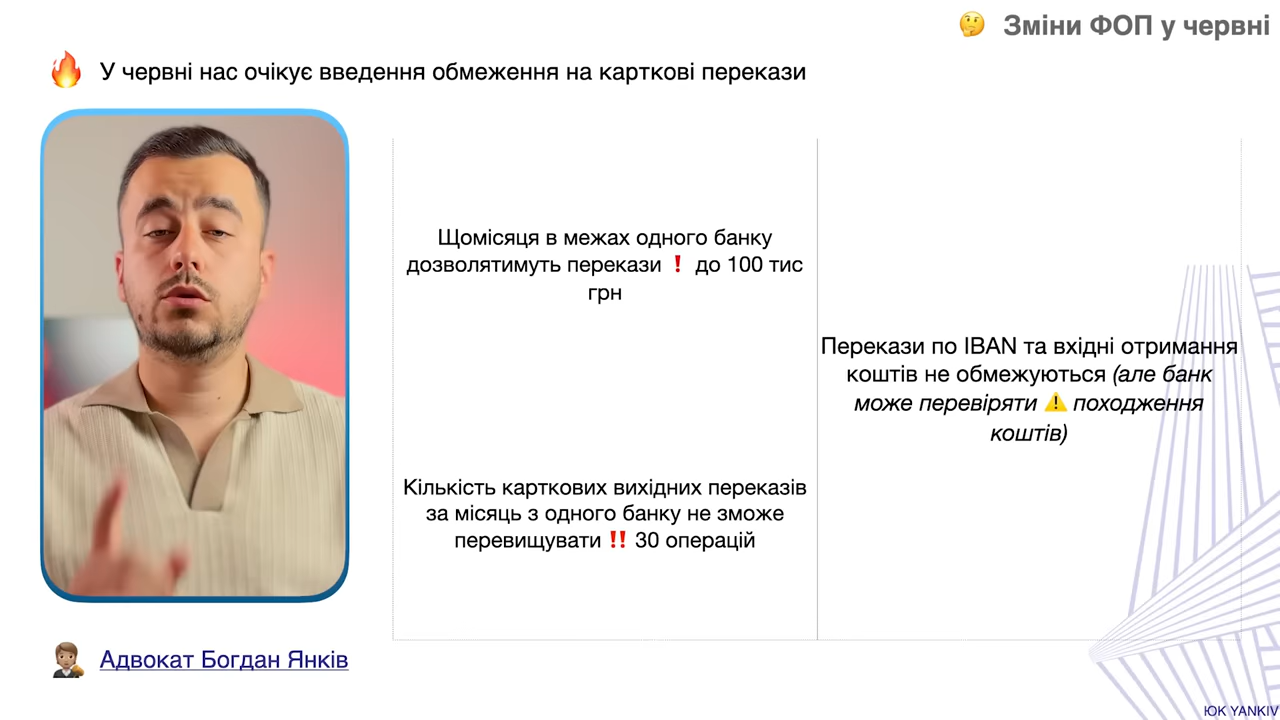 🤔 Зміни ФОП у червні
🔥 У червні нас очікує введення обмеження на карткові перекази
Щомісяця в межах одного банку
дозволятимуть перекази ❗ до 100 тис
грн
Кількість карткових вихідних переказів
за місяць з одного банку не зможе
перевищувати ‼️ 30 операцій
Перекази по IBAN та вхідні отримання
коштів не обмежуються (але банк
може перевіряти ⚠️ походження
коштів)
Адвокат Богдан Янків
ЮК YANKIV